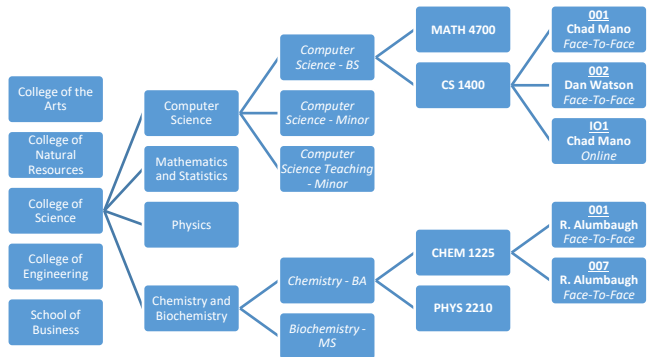 College of the
Arts
College of
Natural
Resources
College of
Science
College of
Engineering
School of
Business
Computer
Science
Mathematics
and Statistics
Physics
Chemistry and
Biochemistry
Computer
Science - BS
Computer
Science - Minor
Computer
Science Teaching
- Minor
Chemistry - BA
Biochemistry -
MS
MATH 4700
CS 1400
CHEM 1225
PHYS 2210
001
Chad Mano
Face-To-Face
002
Dan Watson
Face-To-Face
IO1
Chad Mano
Online
001
R. Alumbaugh
Face-To-Face
007
R. Alumbaugh
Face-To-Face